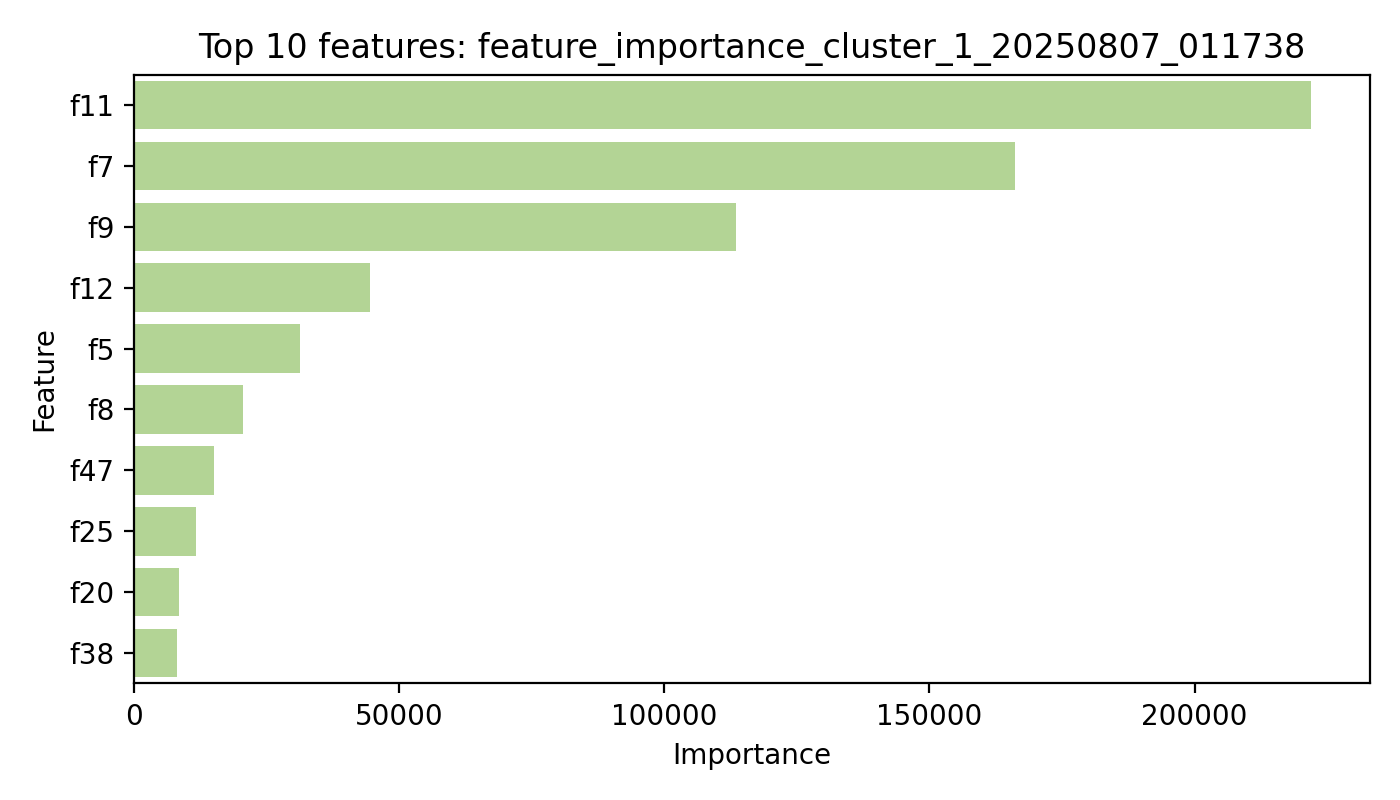 Top 10 features: feature_importance_cluster_1_20250807_011738
f11
f7
f9
f12
f5
f8
f47
f25
f20
f38
Feature
0 50000 100000 150000 200000
Importance